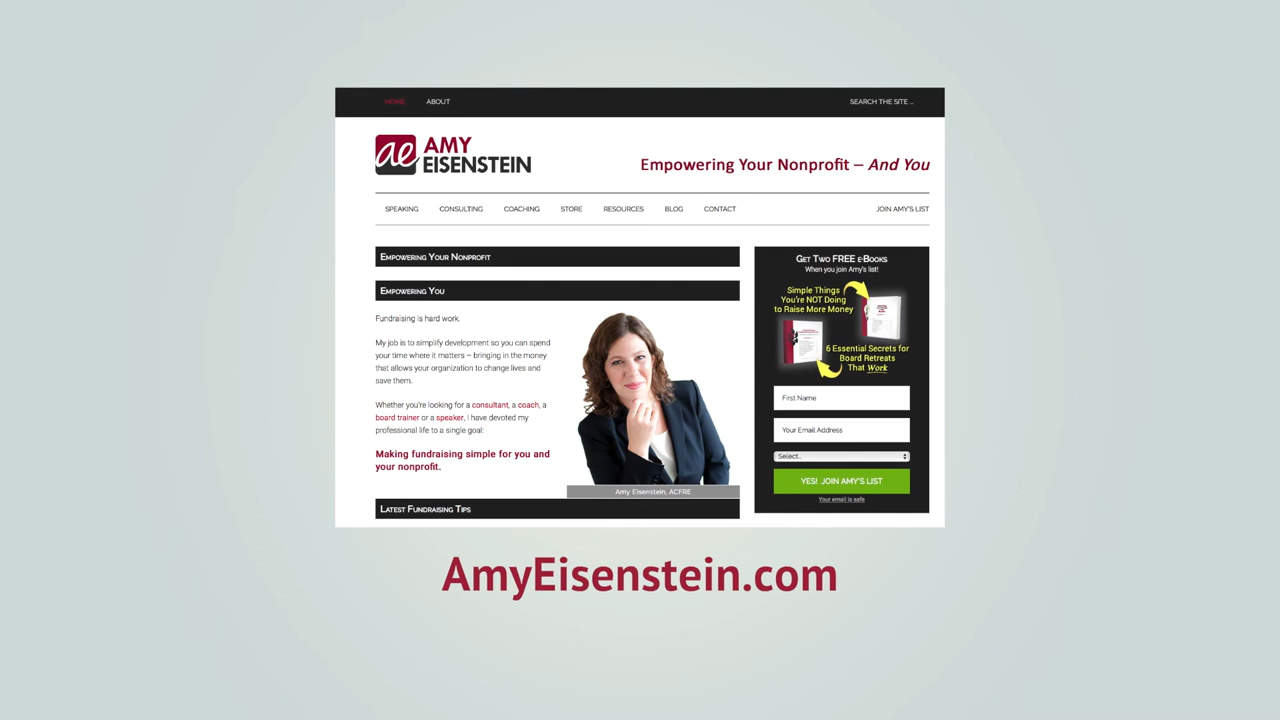 HOME ABOUT SEARCH THE SITE ...
ae AMY
EISENSTEIN
Empowering Your Nonprofit – And You
SPEAKING CONSULTING COACHING STORE RESOURCES BLOG CONTACT JOIN AMY'S LIST
Empowering Your Nonprofit
Empowering You
Fundraising is hard work.
My job is to simplify development so you can spend
your time where it matters – bringing in the money
that allows your organization to change lives and
save them.
Whether you're looking for a consultant, a coach, a
board trainer or a speaker, I have devoted my
professional life to a single goal:
Making fundraising simple for you and
your nonprofit.
Amy Eisenstein, ACFRE
Latest Fundraising Tips
Get Two FREE e-Books
When you join Amy's list!
Simple Things
You're NOT Doing
to Raise More Money
6 Essential Secrets for
Board Retreats
That Work
First Name
Your Email Address
Select...
YES! JOIN AMY'S LIST
Your email is safe
AmyEisenstein.com